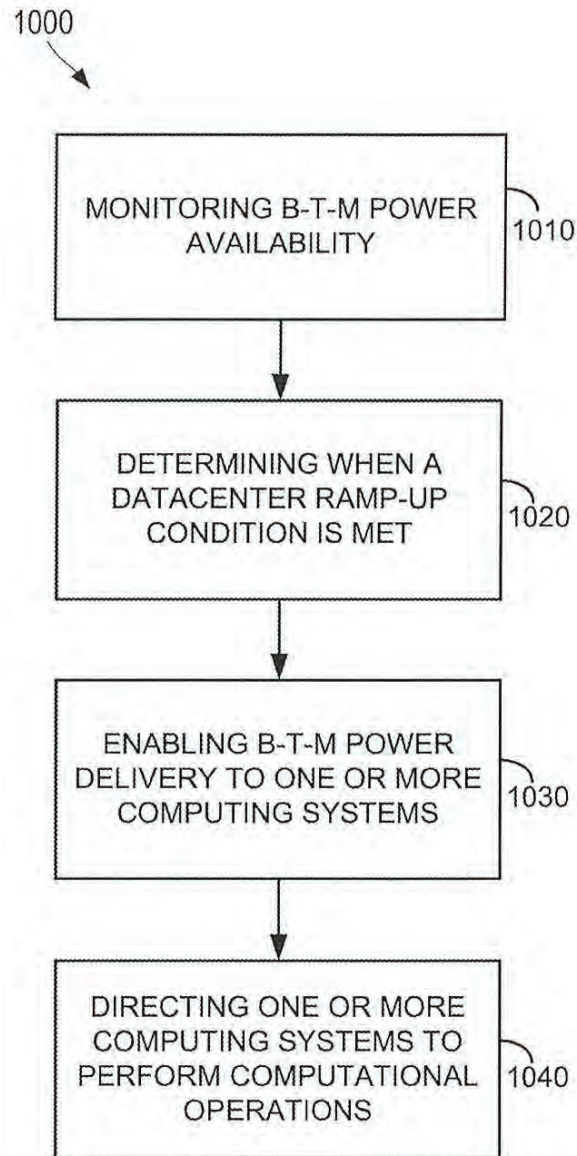 1000
MONITORING B-T-M POWER
AVAILABILITY
1010
DETERMINING WHEN A
DATACENTER RAMP-UP
CONDITION IS MET
1020
ENABLING B-T-M POWER
DELIVERY TO ONE OR MORE
COMPUTING SYSTEMS
1030
DIRECTING ONE OR MORE
COMPUTING SYSTEMS TO
PERFORM COMPUTATIONAL
OPERATIONS
1040